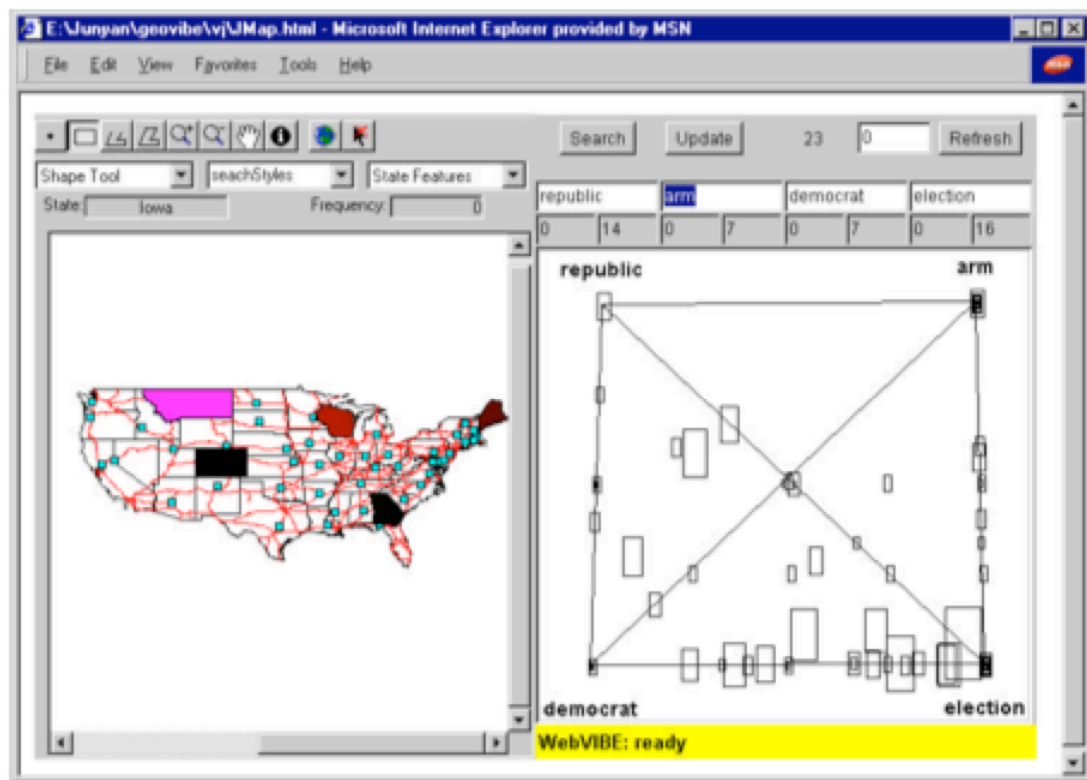 E:\Junyan\geovibe\vj\JMap.html - Microsoft Internet Explorer provided by MSN
File Edit View Favorites Tools Help
msn
Search Update 23 0 Refresh
Shape Tool seachStyles State Features
State: Iowa Frequency: 0
republic arm democrat election
0 14 0 7 0 7 0 16
republic arm
democrat election
WebVIBE: ready